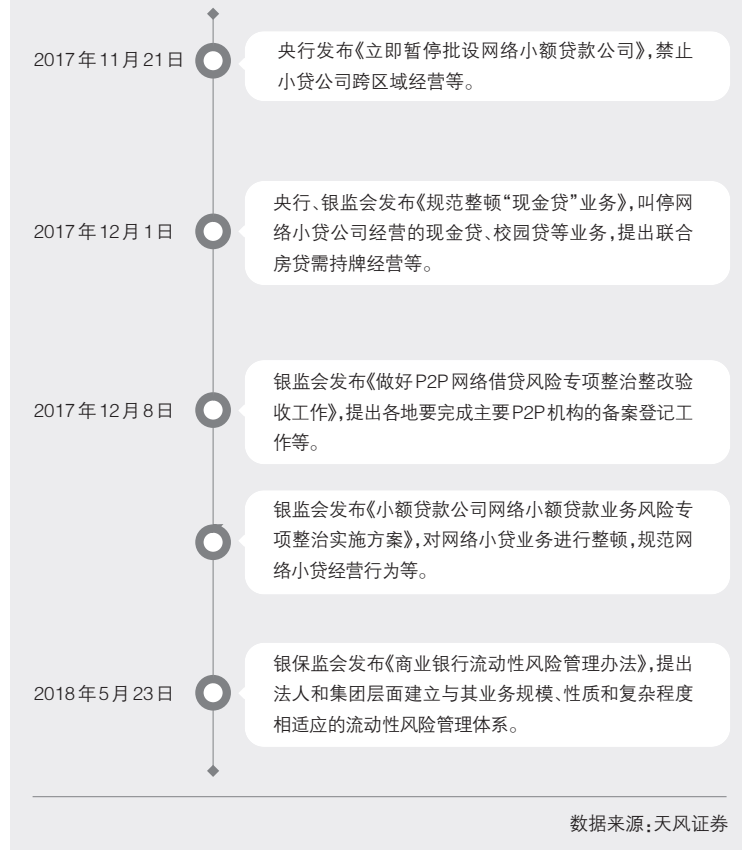 2017年11月21日
央行发布《立即暂停批设网络小额贷款公司》，禁止
小贷公司跨区域经营等。
2017年12月1日
央行、银监会发布《规范整顿“现金贷”业务》，叫停网
络小贷公司经营的现金贷、校园贷等业务，提出联合
房贷需持牌经营等。
2017年12月8日
银监会发布《做好P2P网络借贷风险专项整治整改验
收工作》，提出各地要完成主要P2P机构的备案登记工
作等。
银监会发布《小额贷款公司网络小额贷款业务风险专
项整治实施方案》，对网络小贷业务进行整顿，规范网
络小贷经营行为等。
2018年5月23日
银保监会发布《商业银行流动性风险管理办法》，提出
法人和集团层面建立与其业务规模、性质和复杂程度
相适应的流动性风险管理体系。
数据来源：天风证券